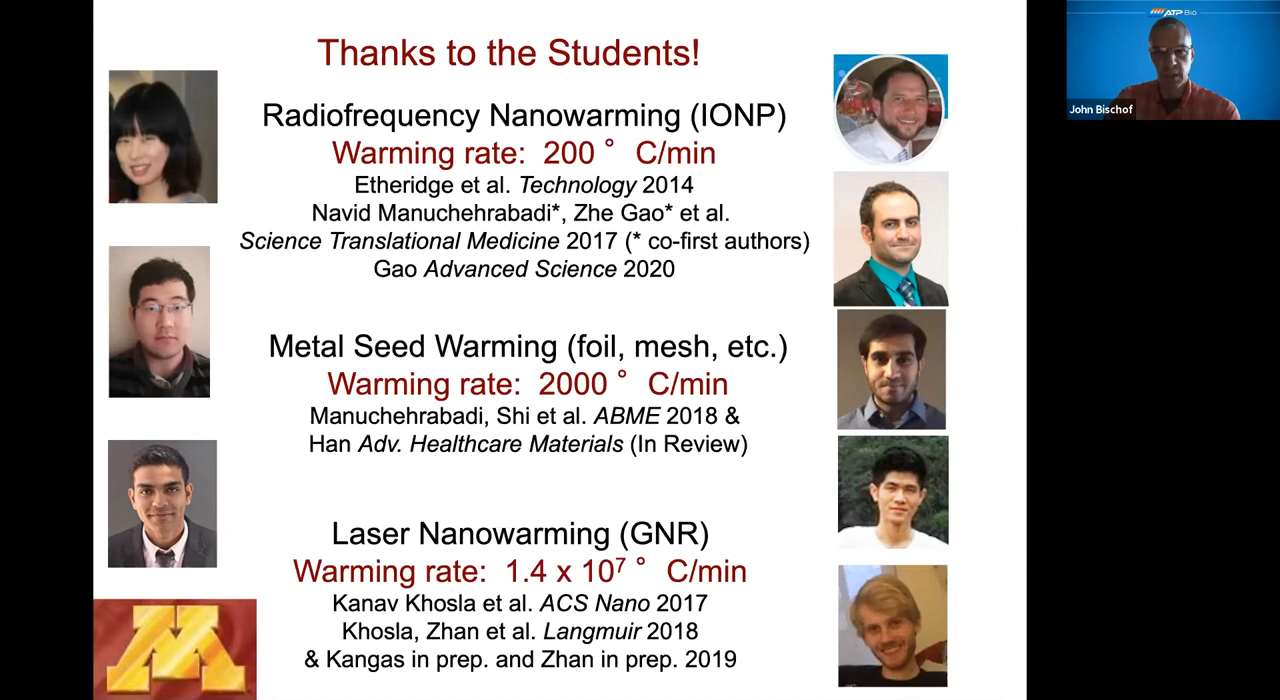 Thanks to the Students!
Radiofrequency Nanowarming (IONP)
Warming rate: 200 ° C/min
Etheridge et al. Technology 2014
Navid Manuchehrabadi*, Zhe Gao* et al.
Science Translational Medicine 2017 (* co-first authors)
Gao Advanced Science 2020
Metal Seed Warming (foil, mesh, etc.)
Warming rate: 2000 ° C/min
Manuchehrabadi, Shi et al. ABME 2018 &
Han Adv. Healthcare Materials (In Review)
Laser Nanowarming (GNR)
Warming rate: 1.4 x 10⁷ ° C/min
Kanav Khosla et al. ACS Nano 2017
Khosla, Zhan et al. Langmuir 2018
& Kangas in prep. and Zhan in prep. 2019
M
ATP Bio
John Bischof